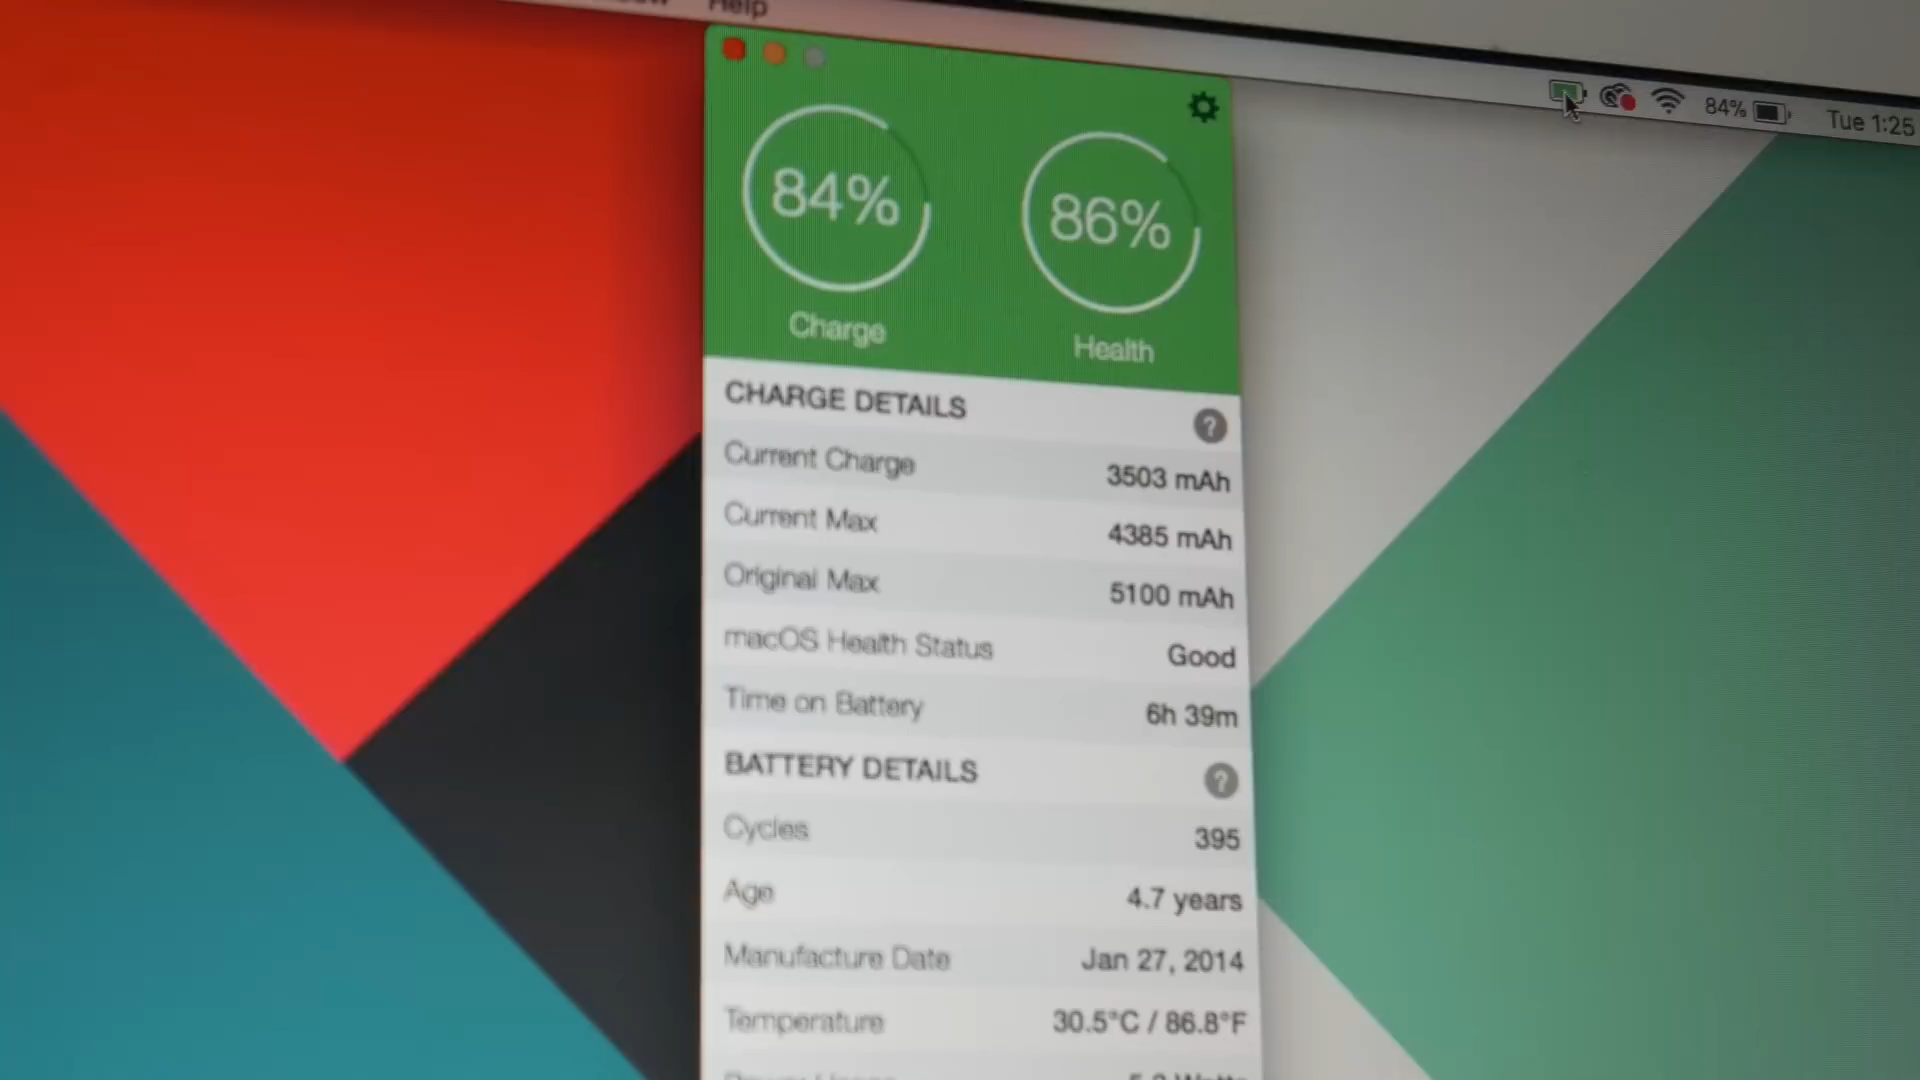 Help
84%
Tue 1:25
84%
86%
Charge
Health
CHARGE DETAILS
?
Current Charge 3503 mAh
Current Max 4385 mAh
Original Max 5100 mAh
macOS Health Status Good
Time on Battery 6h 39m
BATTERY DETAILS
?
Cycles 395
Age 4.7 years
Manufacture Date Jan 27, 2014
Temperature 30.5°C / 86.8°F